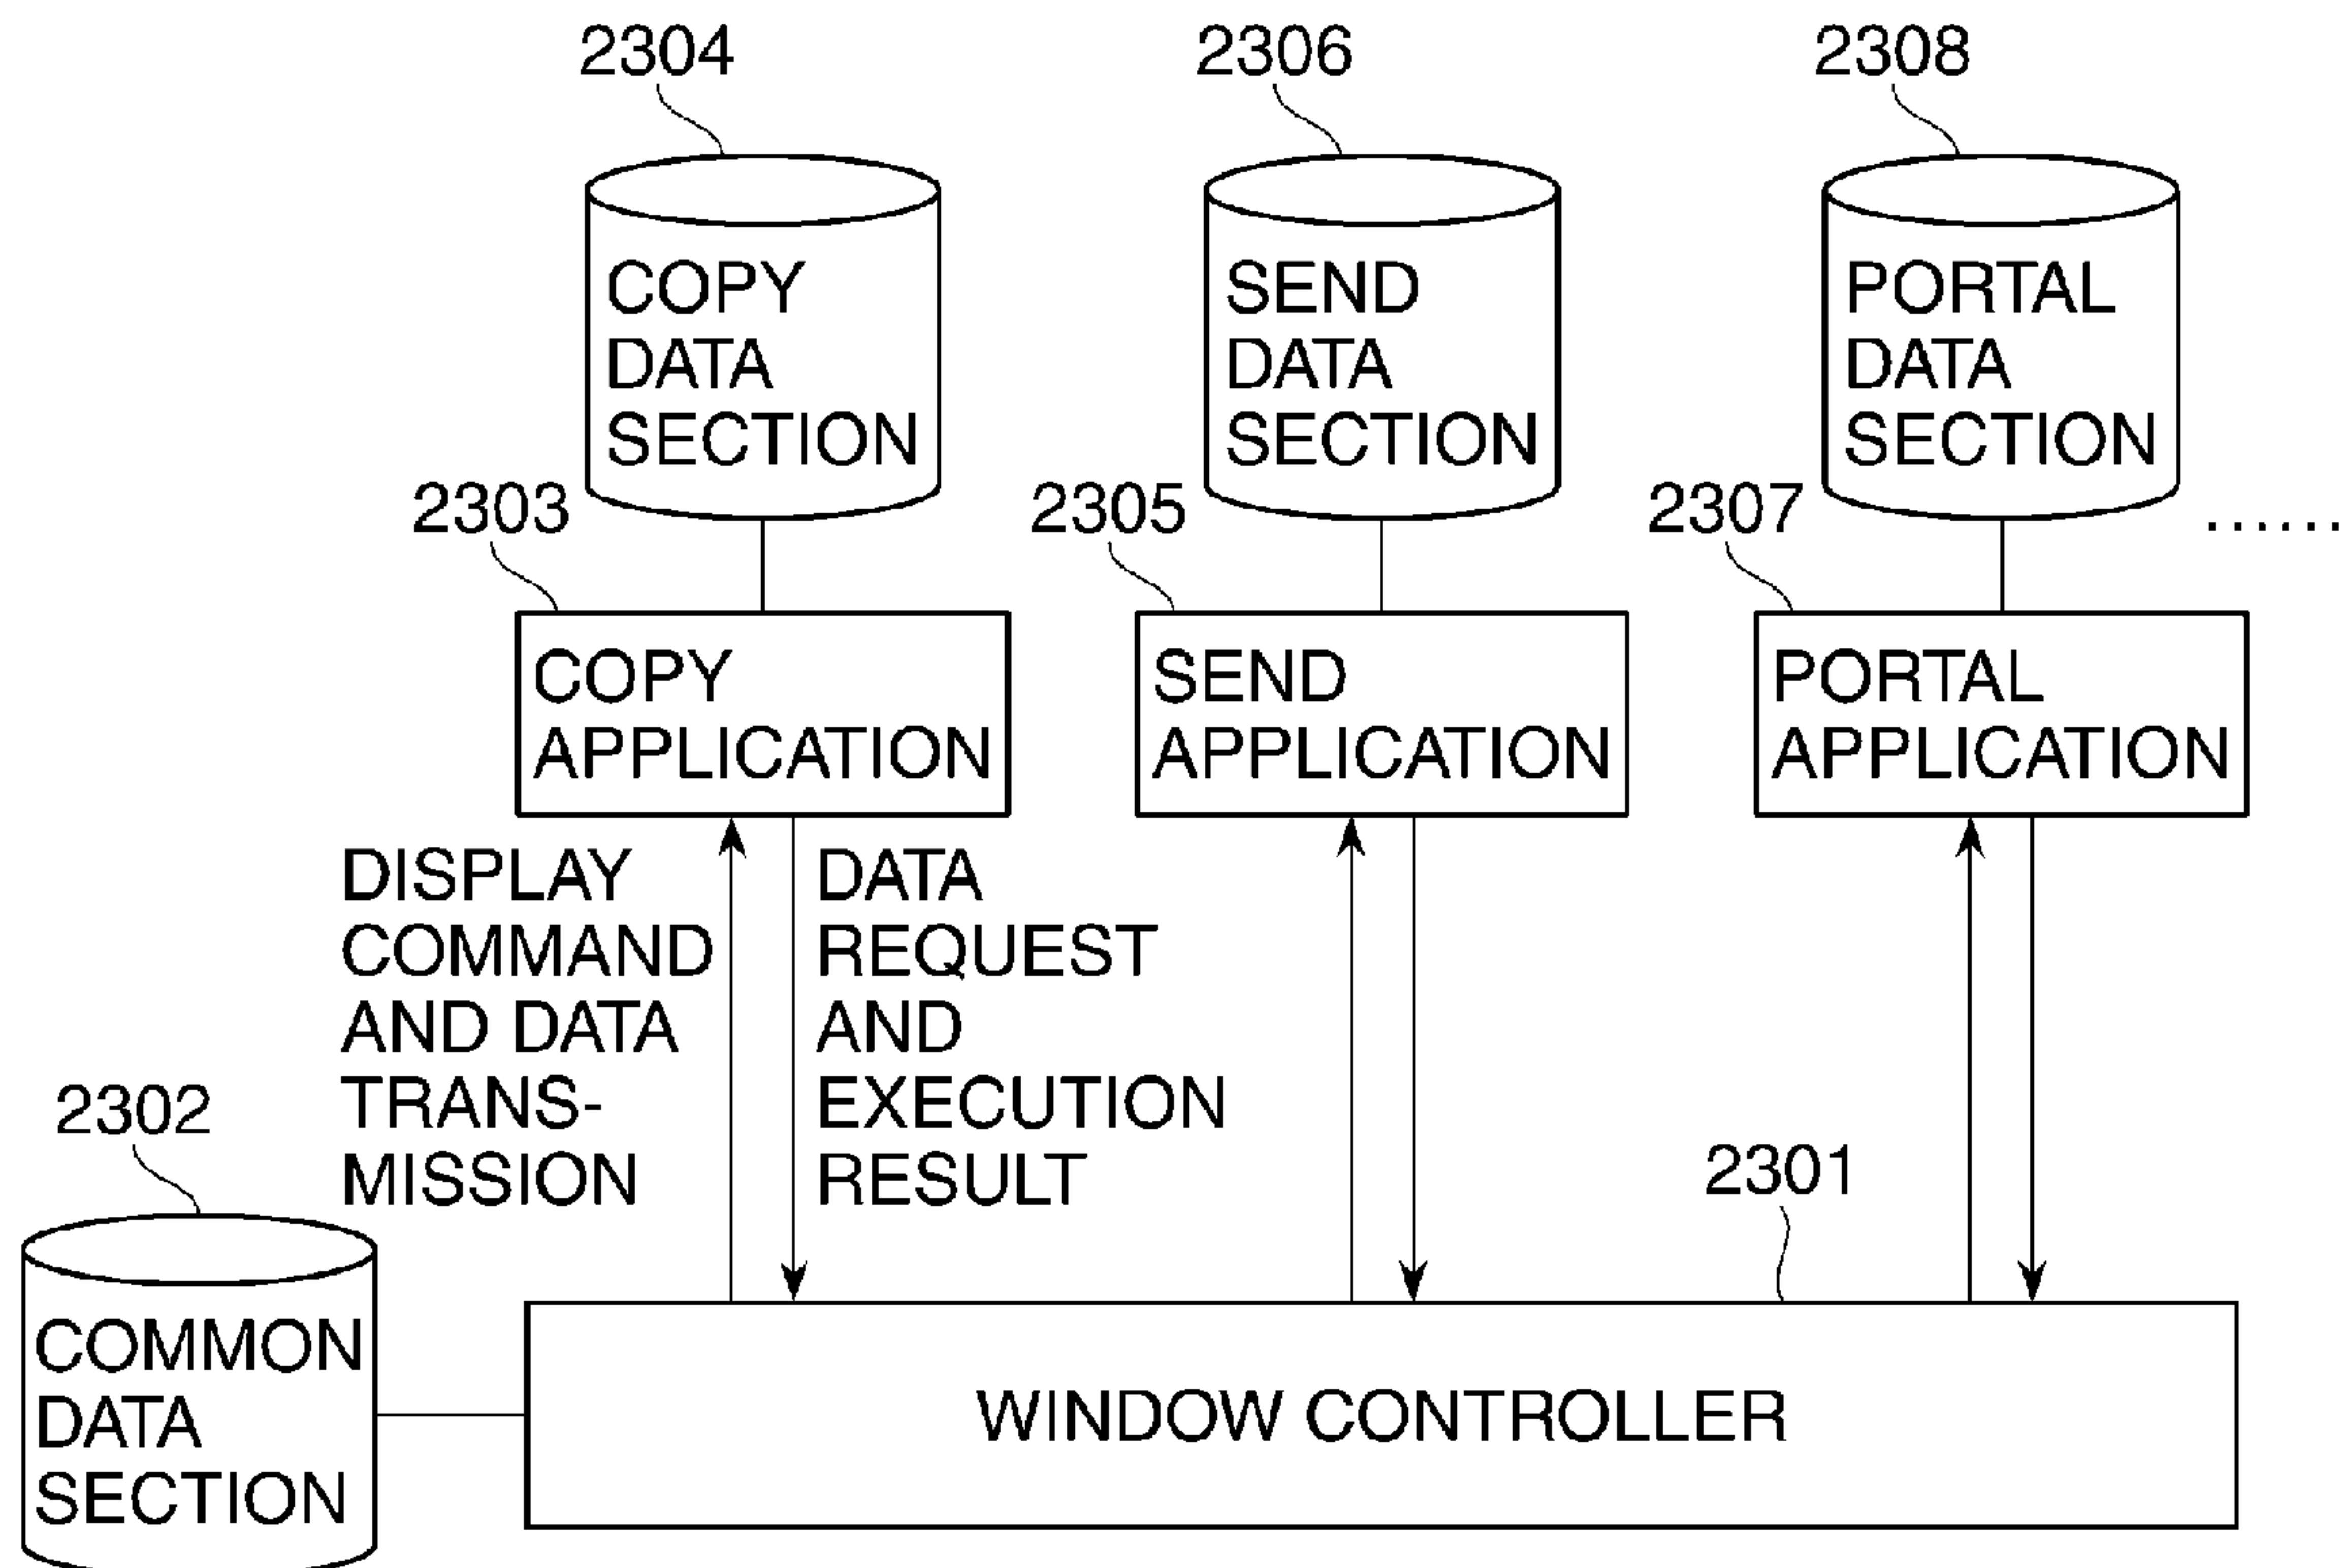 2304
2306
2308
COPY
DATA
SECTION
SEND
DATA
SECTION
PORTAL
DATA
SECTION
2303
2305
2307
......
COPY
APPLICATION
SEND
APPLICATION
PORTAL
APPLICATION
DISPLAY
COMMAND
AND DATA
TRANS-
MISSION
DATA
REQUEST
AND
EXECUTION
RESULT
2302
2301
COMMON
DATA
SECTION
WINDOW CONTROLLER